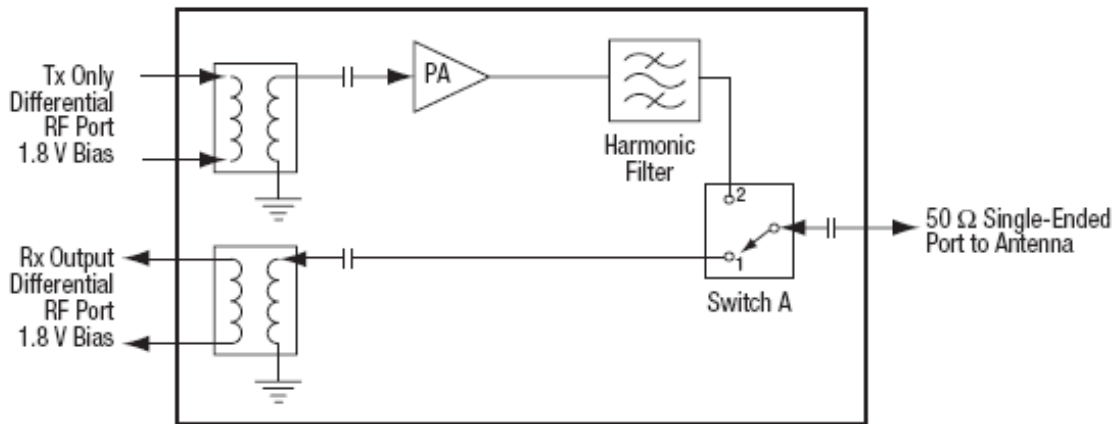 Tx Only
Differential
RF Port
1.8 V Bias
PA
Harmonic
Filter
2
1
Switch A
50 Ω Single-Ended
Port to Antenna
Rx Output
Differential
RF Port
1.8 V Bias